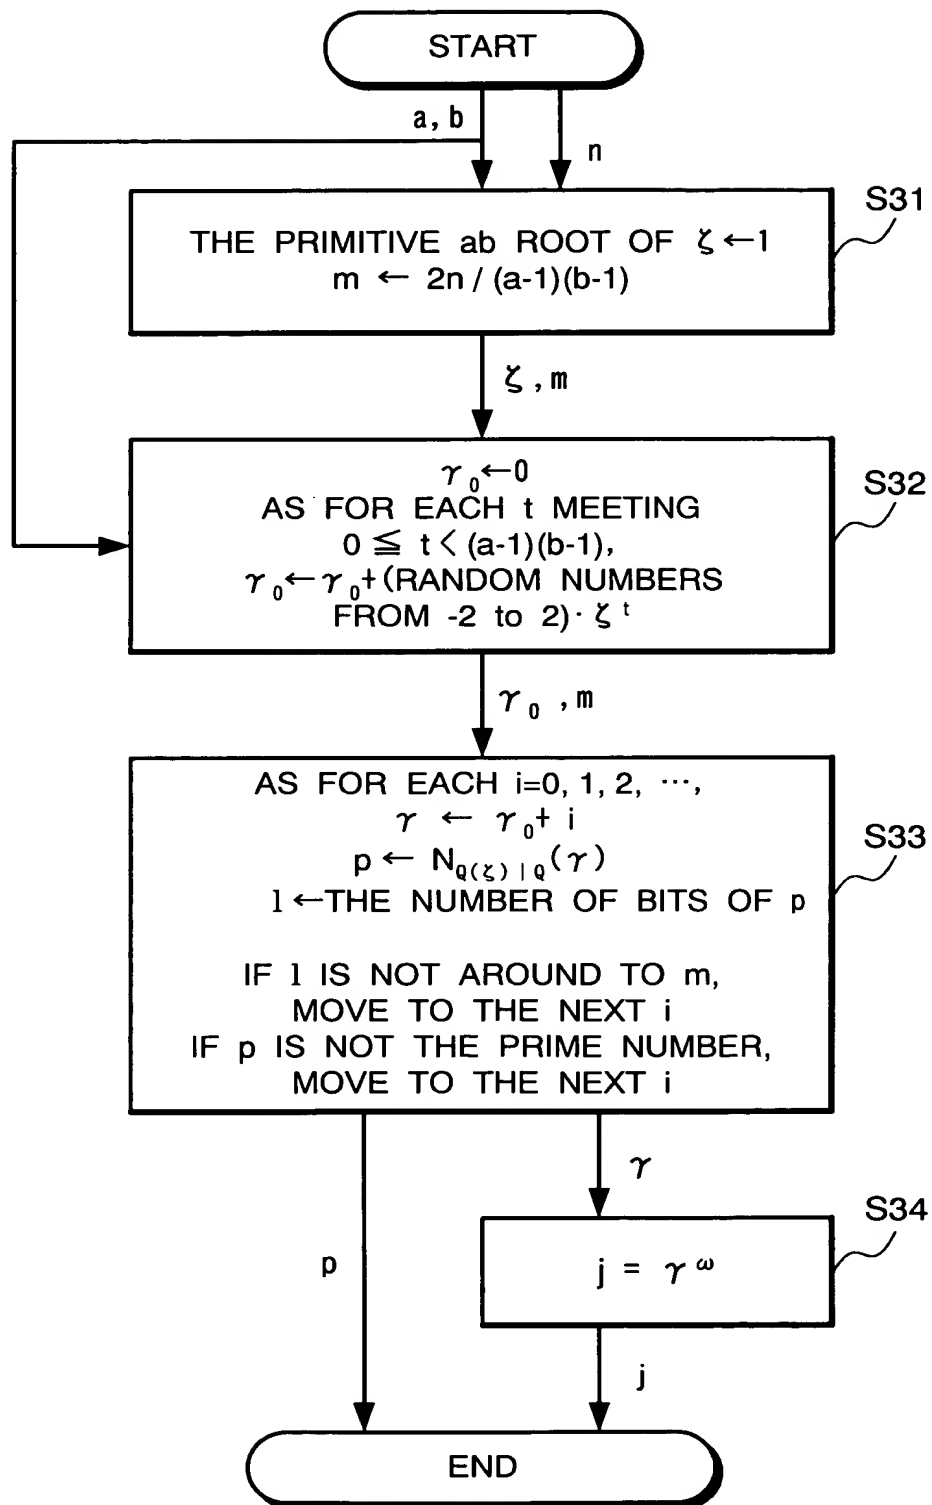 START
a, b
n
S31
THE PRIMITIVE ab ROOT OF ζ←1
m ← 2n / (a-1)(b-1)
ζ, m
S32
γ₀←0
AS FOR EACH t MEETING
0 ≦ t < (a-1)(b-1),
γ₀←γ₀+(RANDOM NUMBERS
FROM -2 to 2)· ζᵗ
γ₀ , m
S33
AS FOR EACH i=0, 1, 2, ⋯,
γ ← γ₀+ i
p ← N_Q(ζ)|Q(γ)
l←THE NUMBER OF BITS OF p
IF l IS NOT AROUND TO m,
MOVE TO THE NEXT i
IF p IS NOT THE PRIME NUMBER,
MOVE TO THE NEXT i
γ
S34
p
j = γ^ω
j
END